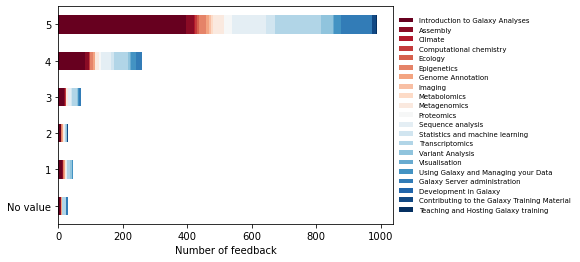 5
4
3
2
1
No value
0
200
400
600
800
1000
Number of feedback
Introduction to Galaxy Analyses
Assembly
Climate
Computational chemistry
Ecology
Epigenetics
Genome Annotation
Imaging
Metabolomics
Metagenomics
Proteomics
Sequence analysis
Statistics and machine learning
Transcriptomics
Variant Analysis
Visualisation
Using Galaxy and Managing your Data
Galaxy Server administration
Development in Galaxy
Contributing to the Galaxy Training Material
Teaching and Hosting Galaxy training